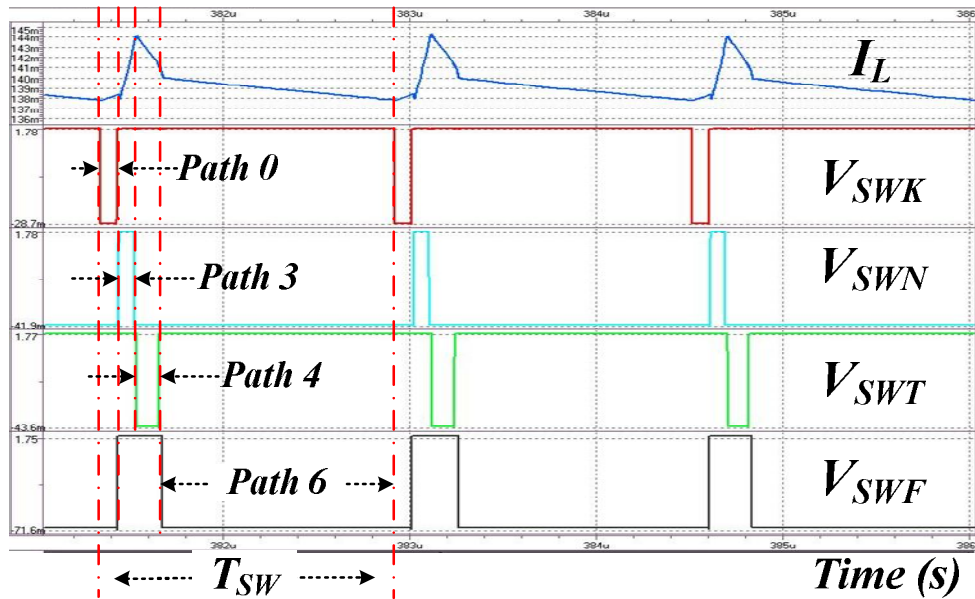 382u 383u 384u 385u 386
145m
144m
143m
142m
141m
140m
139m
138m
137m
136m
I_L
1.78
Path 0
V_SWK
-28.7m
1.78
Path 3
V_SWN
-41.9m
1.77
Path 4
V_SWT
-43.6m
1.75
Path 6
V_SWF
-71.6m
382u 383u 384u 385u 386
T_SW
Time (s)